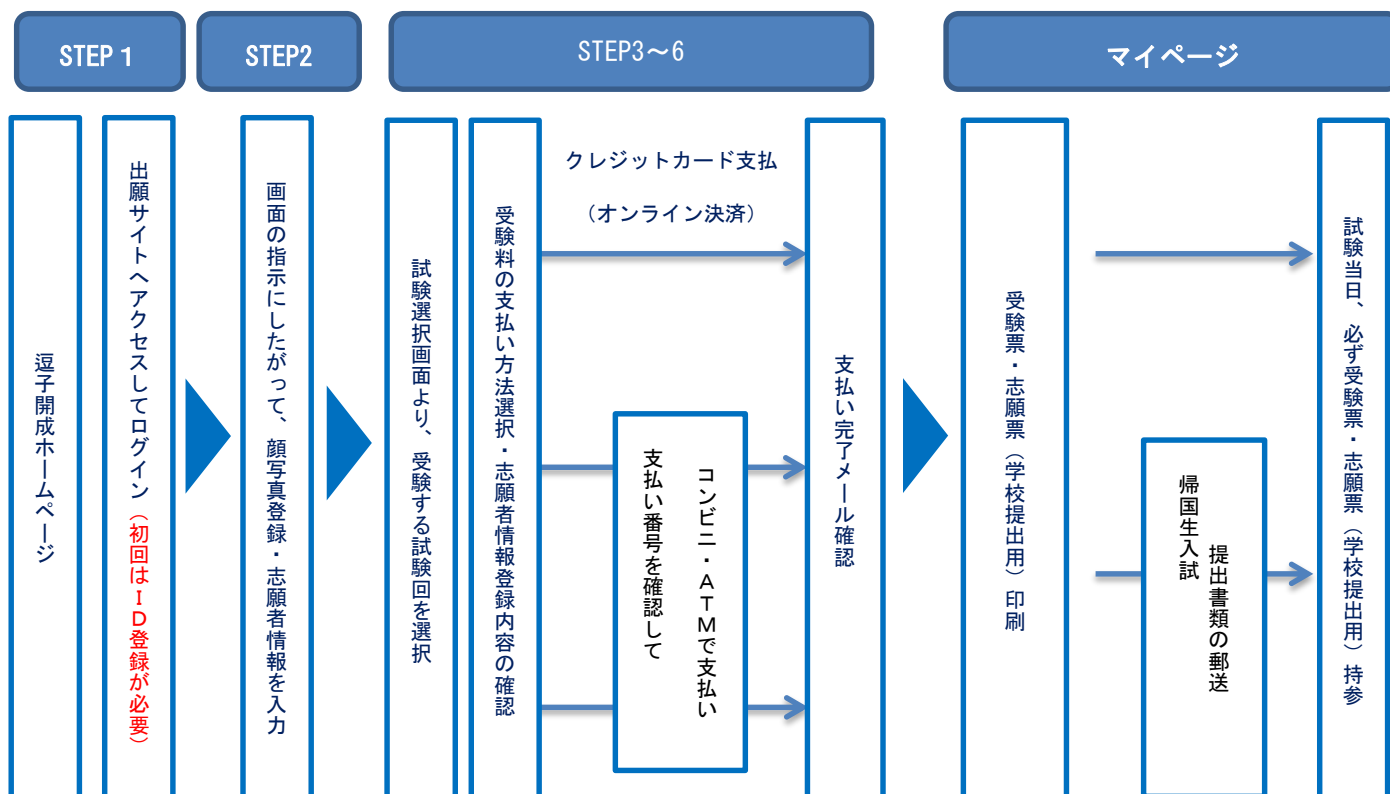 STEP 1
STEP2
STEP3~6
マイページ
逗子開成ホームページ
出願サイトへアクセスしてログイン(初回はID登録が必要)
画面の指示にしたがって、顔写真登録・志願者情報を入力
試験選択画面より、受験する試験回を選択
受験料の支払い方法選択・志願者情報登録内容の確認
クレジットカード支払
(オンライン決済)
支払い番号を確認して
コンビニ・ATMで支払い
支払い完了メール確認
受験票・志願票(学校提出用)印刷
帰国生入試
提出書類の郵送
試験当日、必ず受験票・志願票(学校提出用)持参